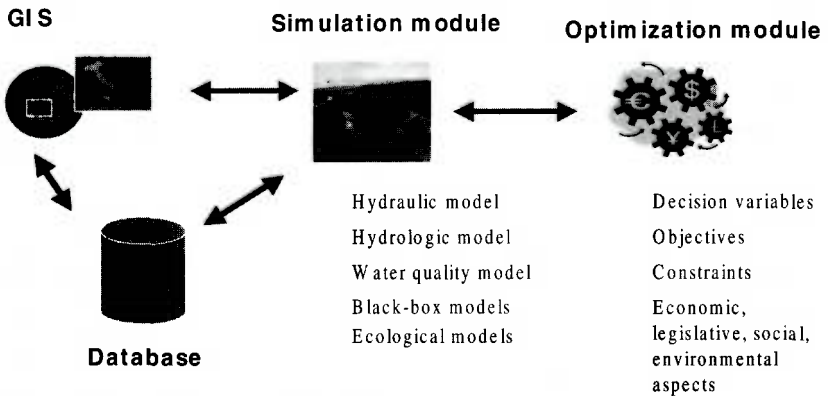 GIS
Simulation module
Optimization module
€
$
¥
L
Hydraulic model
Hydrologic model
Water quality model
Black-box models
Ecological models
Decision variables
Objectives
Constraints
Economic,
legislative, social,
environmental
aspects
Database